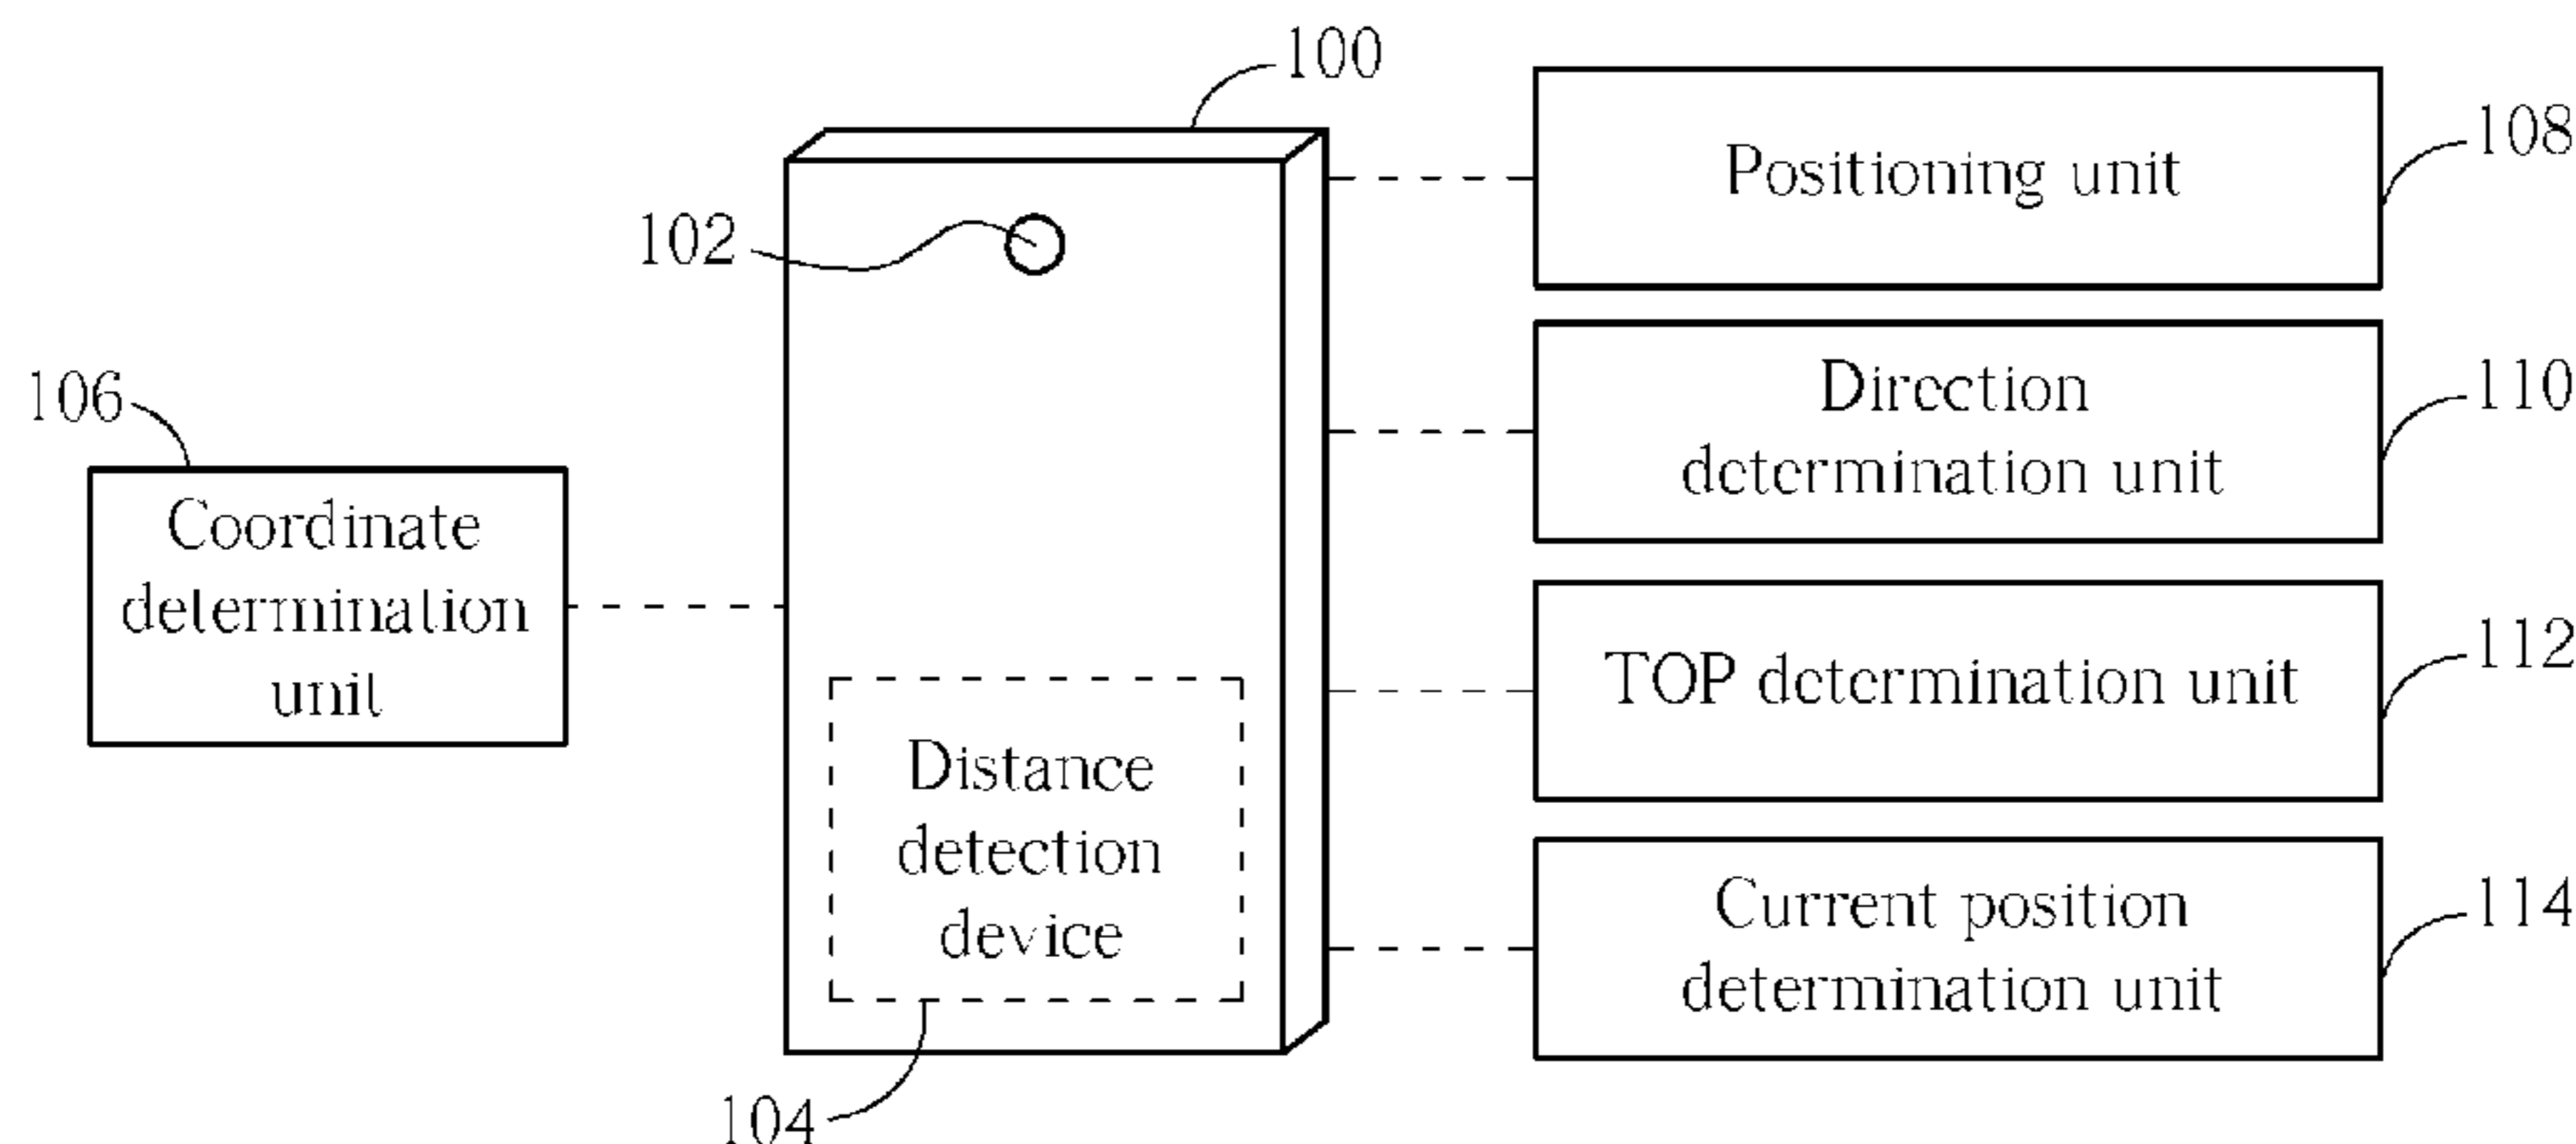 100
Positioning unit
108
102
Direction
determination unit
110
106
Coordinate
determination
unit
TOP determination unit
112
Distance
detection
device
Current position
determination unit
114
104